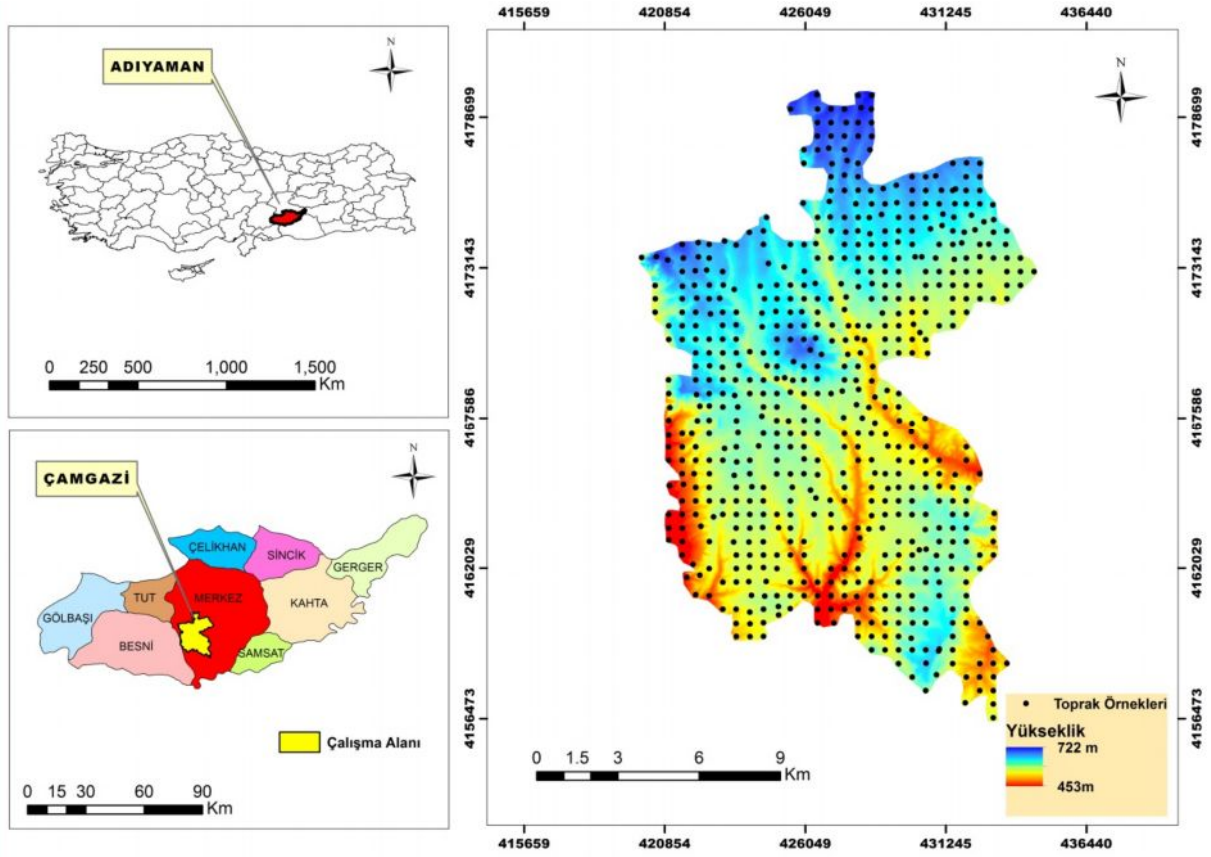 N
ADIYAMAN
0 250 500 1,000 1,500
Km
N
ÇAMGAZİ
ÇELİKHAN
SİNCİK
GERGER
TUT
MERKEZ
KAHTA
GÖLBAŞI
BESNİ
SAMSAT
Çalışma Alanı
0 15 30 60 90
Km
415659 420854 426049 431245 436440
N
4178699
4173143
4167586
4162029
4156473
4178699
4173143
4167586
4162029
4156473
Toprak Örnekleri
Yükseklik
722 m
453m
0 1.5 3 6 9
Km
415659 420854 426049 431245 436440